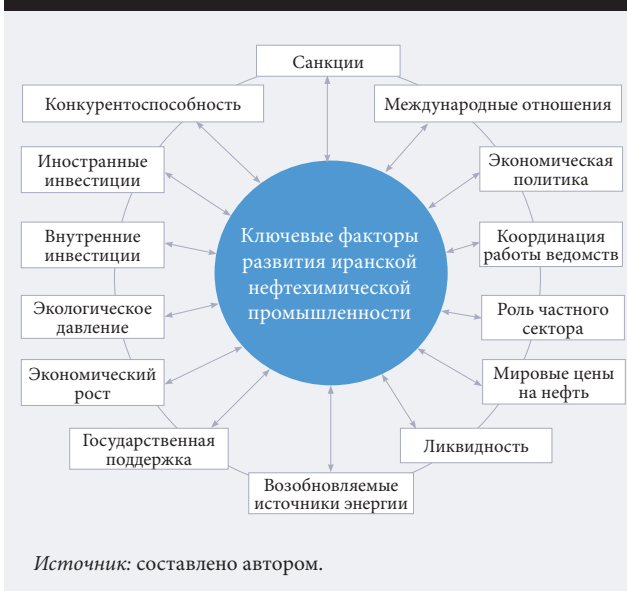 Санкции
Конкурентоспособность
Международные отношения
Иностранные
инвестиции
Экономическая
политика
Внутренние
инвестиции
Ключевые факторы
развития иранской
нефтехимической
промышленности
Координация
работы ведомств
Экологическое
давление
Роль частного
сектора
Экономический
рост
Мировые цены
на нефть
Государственная
поддержка
Ликвидность
Возобновляемые
источники энергии
Источник: составлено автором.